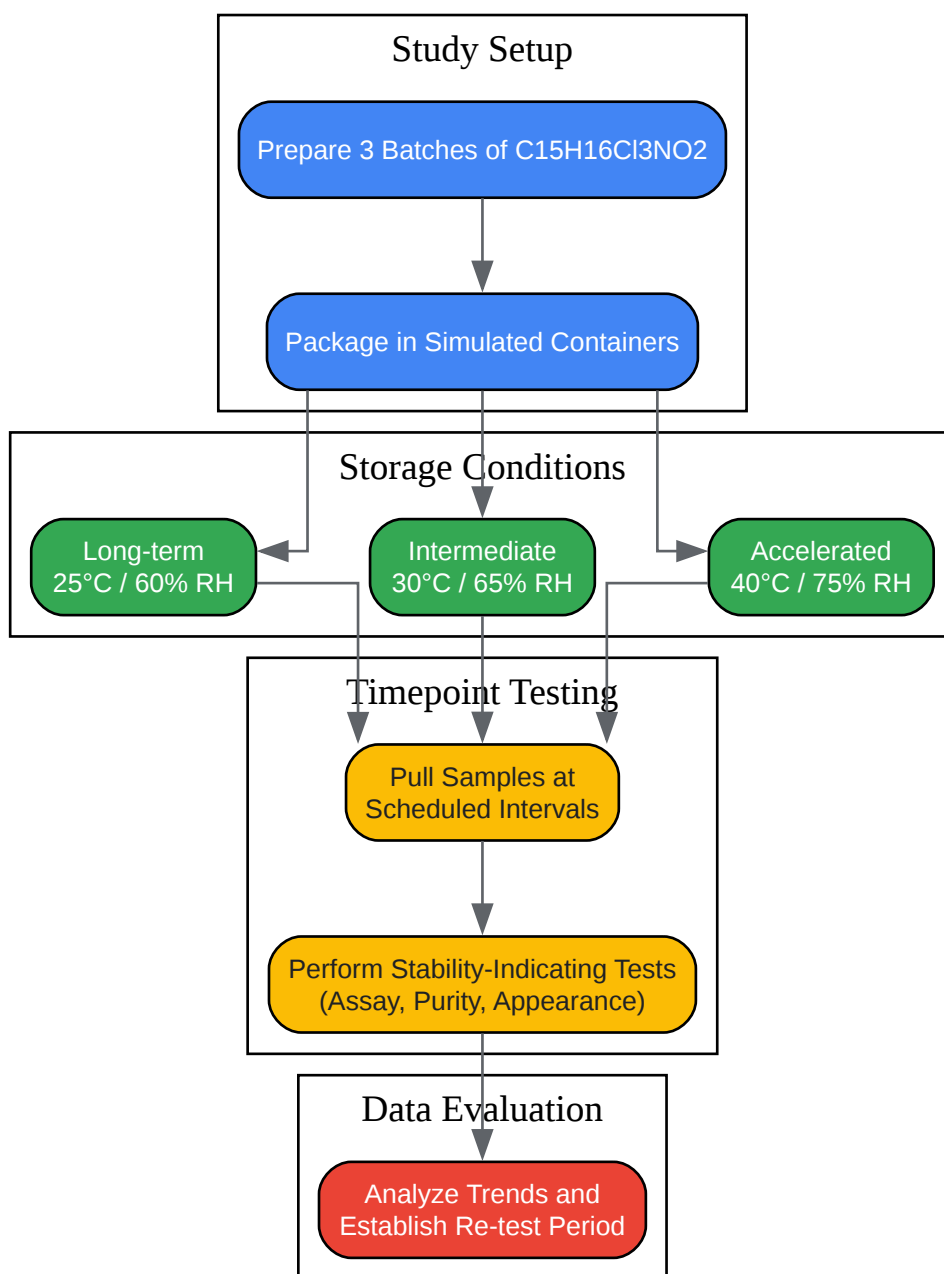 Study Setup
Prepare 3 Batches of C15H16Cl3NO2
Package in Simulated Containers
Storage Conditions
Long-term
25°C / 60% RH
Intermediate
30°C / 65% RH
Accelerated
40°C / 75% RH
Timepoint Testing
Pull Samples at
Scheduled Intervals
Perform Stability-Indicating Tests
(Assay, Purity, Appearance)
Data Evaluation
Analyze Trends and
Establish Re-test Period